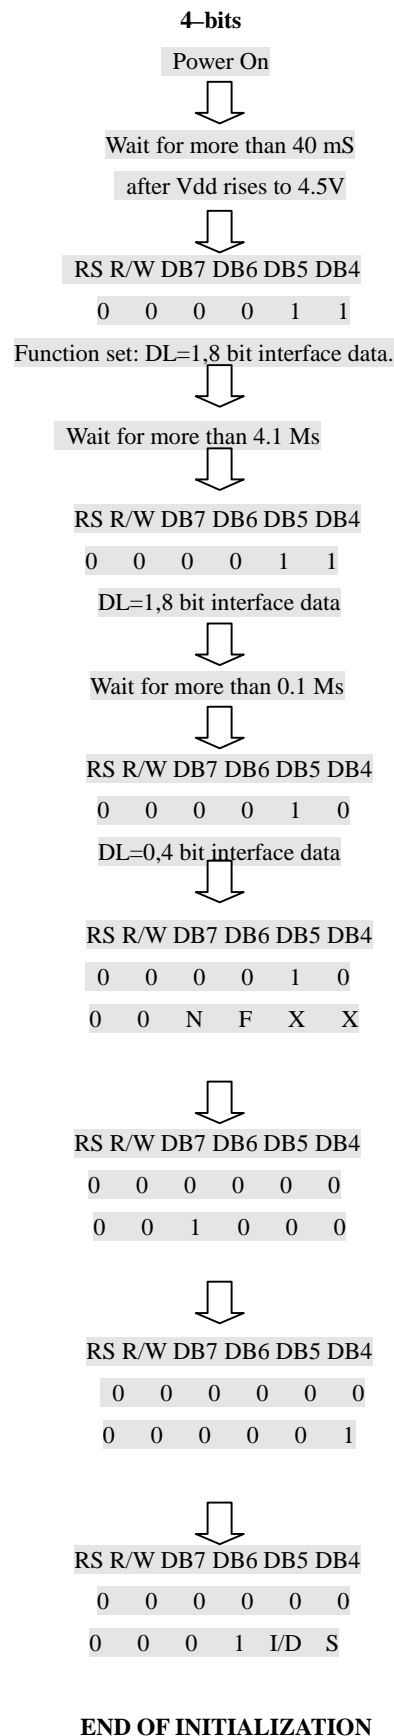 4–bits
Power On
Wait for more than 40 mS
after Vdd rises to 4.5V
RS R/W DB7 DB6 DB5 DB4
0 0 0 0 1 1
Function set: DL=1,8 bit interface data.
Wait for more than 4.1 Ms
RS R/W DB7 DB6 DB5 DB4
0 0 0 0 1 1
DL=1,8 bit interface data
Wait for more than 0.1 Ms
RS R/W DB7 DB6 DB5 DB4
0 0 0 0 1 0
DL=0,4 bit interface data
RS R/W DB7 DB6 DB5 DB4
0 0 0 0 1 0
0 0 N F X X
RS R/W DB7 DB6 DB5 DB4
0 0 0 0 0 0
0 0 1 0 0 0
RS R/W DB7 DB6 DB5 DB4
0 0 0 0 0 0
0 0 0 0 0 1
RS R/W DB7 DB6 DB5 DB4
0 0 0 0 0 0
0 0 0 1 I/D S
END OF INITIALIZATION